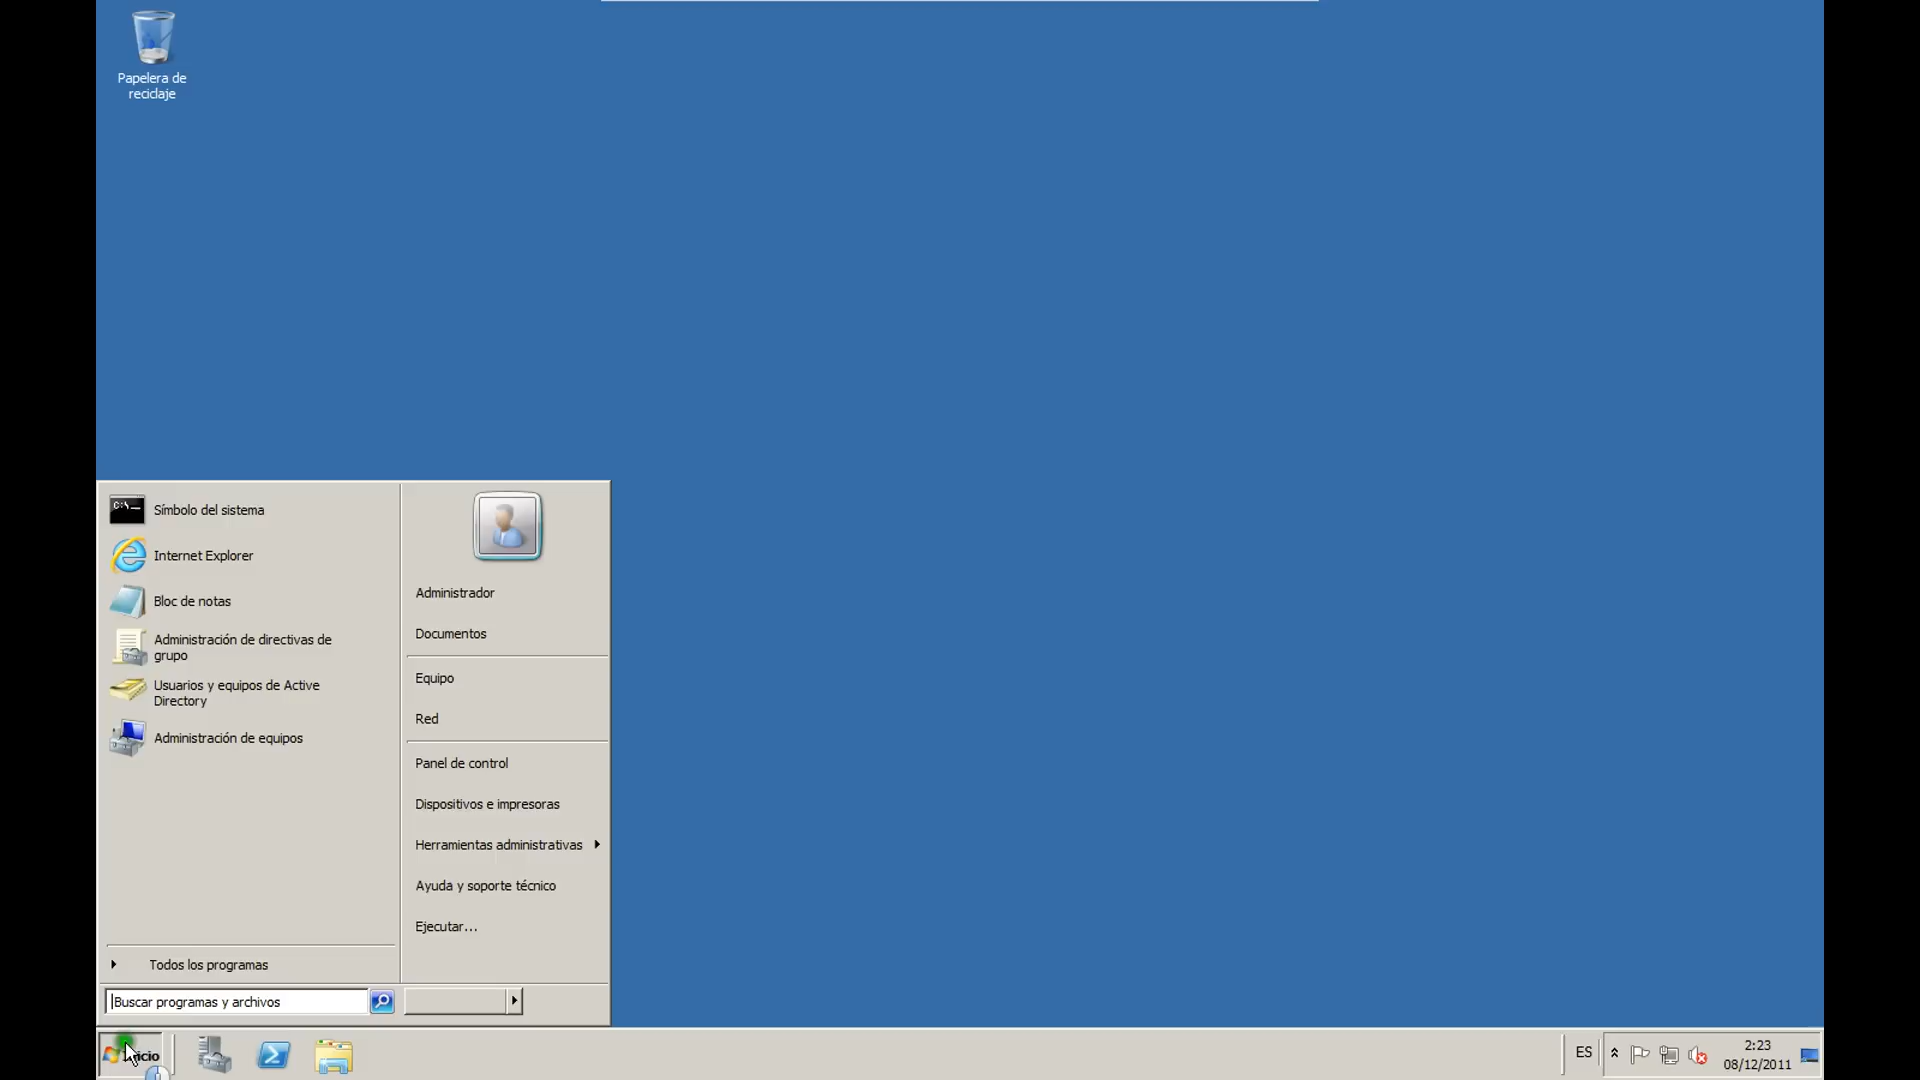 Papelera de
reciclaje
Símbolo del sistema
Internet Explorer
Bloc de notas
Administración de directivas de
grupo
Usuarios y equipos de Active
Directory
Administración de equipos
Todos los programas
Buscar programas y archivos
Administrador
Documentos
Equipo
Red
Panel de control
Dispositivos e impresoras
Herramientas administrativas
Ayuda y soporte técnico
Ejecutar...
ES
2:23
08/12/2011